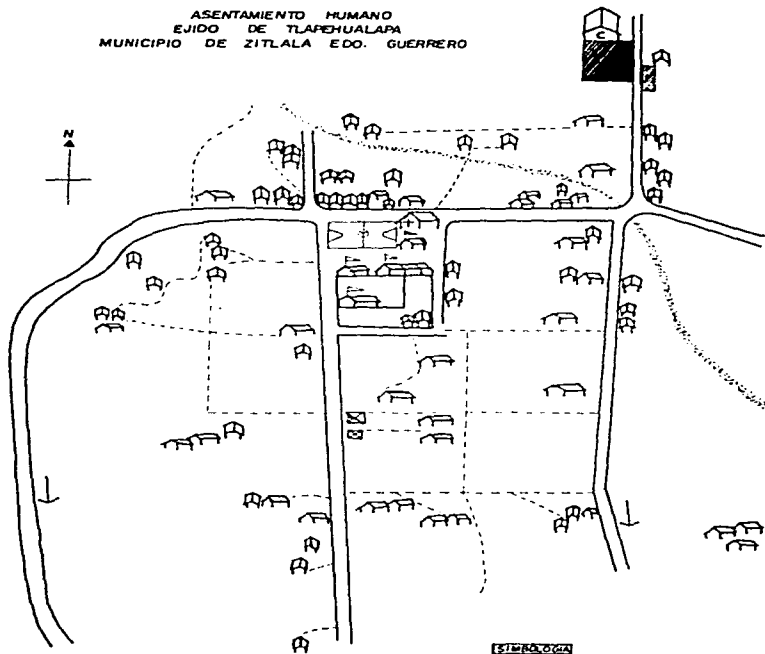 ASENTAMIENTO HUMANO
EJIDO DE TLAPEHUALAPA
MUNICIPIO DE ZITLALA EDO. GUERRERO
C
N
SIMBOLOGIA